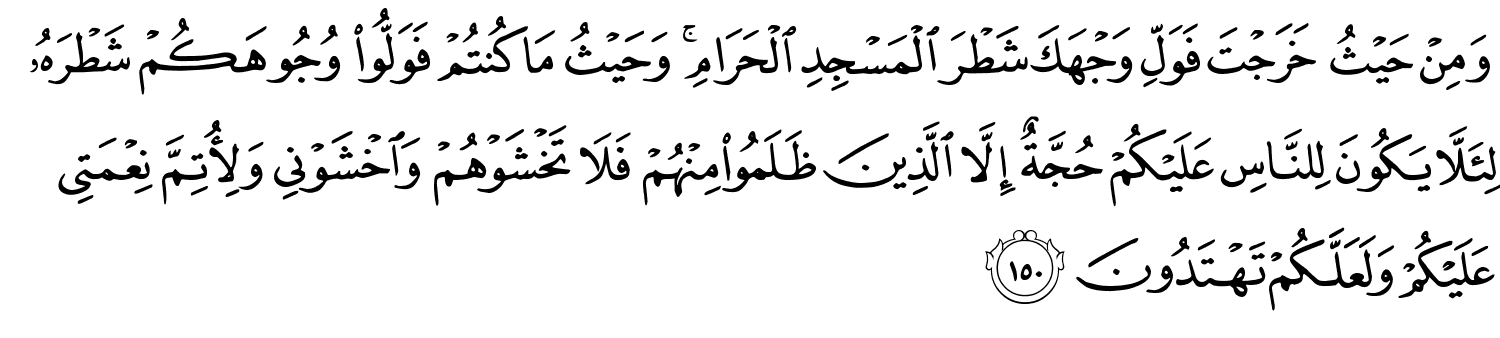 وَمِنْ حَيْثُ خَرَجْتَ فَوَلِّ وَجْهَكَ شَطْرَ ٱلْمَسْجِدِ ٱلْحَرَامِ ۚ وَحَيْثُ مَا كُنتُمْ فَوَلُّوا۟ وُجُوهَكُمْ شَطْرَهُۥ
لِئَلَّا يَكُونَ لِلنَّاسِ عَلَيْكُمْ حُجَّةٌ إِلَّا ٱلَّذِينَ ظَلَمُوا۟ مِنْهُمْ فَلَا تَخْشَوْهُمْ وَٱخْشَوْنِي وَلِأُتِمَّ نِعْمَتِي
عَلَيْكُمْ وَلَعَلَّكُمْ تَهْتَدُونَ ١٥٠